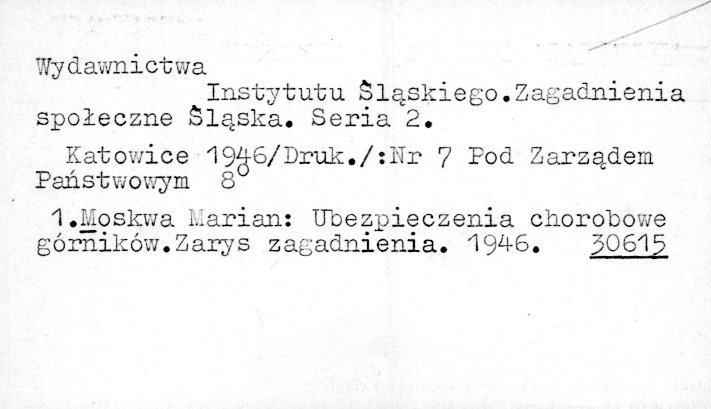 Wydawnictwa
Instytutu Śląskiego.Zagadnienia
społeczne Śląska. Seria 2.
Katowice 1946/Druk./:Nr 7 Pod Zarządem
Państwowym 8°
1.Moskwa Marian: Ubezpieczenia chorobowe
górników.Zarys zagadnienia. 1946. 30615